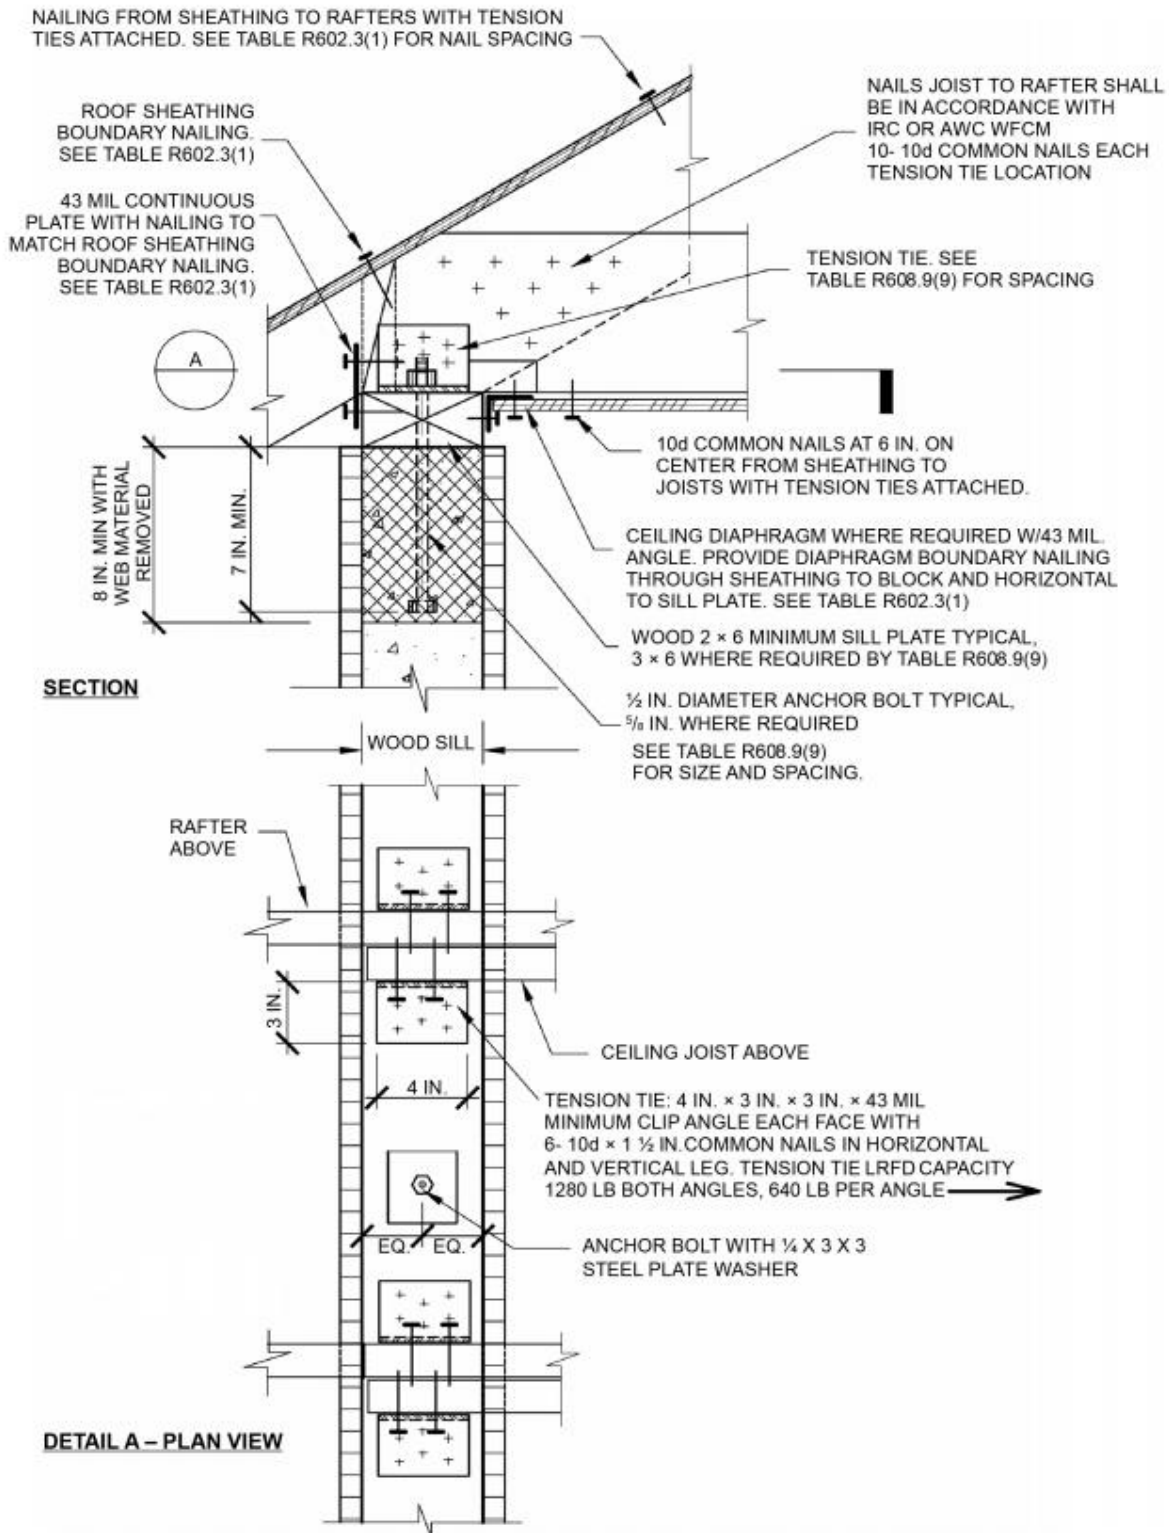 NAILING FROM SHEATHING TO RAFTERS WITH TENSION
TIES ATTACHED. SEE TABLE R602.3(1) FOR NAIL SPACING
ROOF SHEATHING
BOUNDARY NAILING.
SEE TABLE R602.3(1)
43 MIL CONTINUOUS
PLATE WITH NAILING TO
MATCH ROOF SHEATHING
BOUNDARY NAILING.
SEE TABLE R602.3(1)
NAILS JOIST TO RAFTER SHALL
BE IN ACCORDANCE WITH
IRC OR AWC WFCM
10- 10d COMMON NAILS EACH
TENSION TIE LOCATION
TENSION TIE. SEE
TABLE R608.9(9) FOR SPACING
A
8 IN. MIN WITH
WEB MATERIAL
REMOVED
7 IN. MIN.
10d COMMON NAILS AT 6 IN. ON
CENTER FROM SHEATHING TO
JOISTS WITH TENSION TIES ATTACHED.
CEILING DIAPHRAGM WHERE REQUIRED W/43 MIL.
ANGLE. PROVIDE DIAPHRAGM BOUNDARY NAILING
THROUGH SHEATHING TO BLOCK AND HORIZONTAL
TO SILL PLATE. SEE TABLE R602.3(1)
WOOD 2 × 6 MINIMUM SILL PLATE TYPICAL,
3 × 6 WHERE REQUIRED BY TABLE R608.9(9)
SECTION
½ IN. DIAMETER ANCHOR BOLT TYPICAL,
⅝ IN. WHERE REQUIRED
SEE TABLE R608.9(9)
FOR SIZE AND SPACING.
WOOD SILL
RAFTER
ABOVE
3 IN.
4 IN.
CEILING JOIST ABOVE
TENSION TIE: 4 IN. × 3 IN. × 3 IN. × 43 MIL
MINIMUM CLIP ANGLE EACH FACE WITH
6- 10d × 1 ½ IN. COMMON NAILS IN HORIZONTAL
AND VERTICAL LEG. TENSION TIE LRFD CAPACITY
1280 LB BOTH ANGLES, 640 LB PER ANGLE
EQ. EQ.
ANCHOR BOLT WITH ¼ X 3 X 3
STEEL PLATE WASHER
DETAIL A – PLAN VIEW